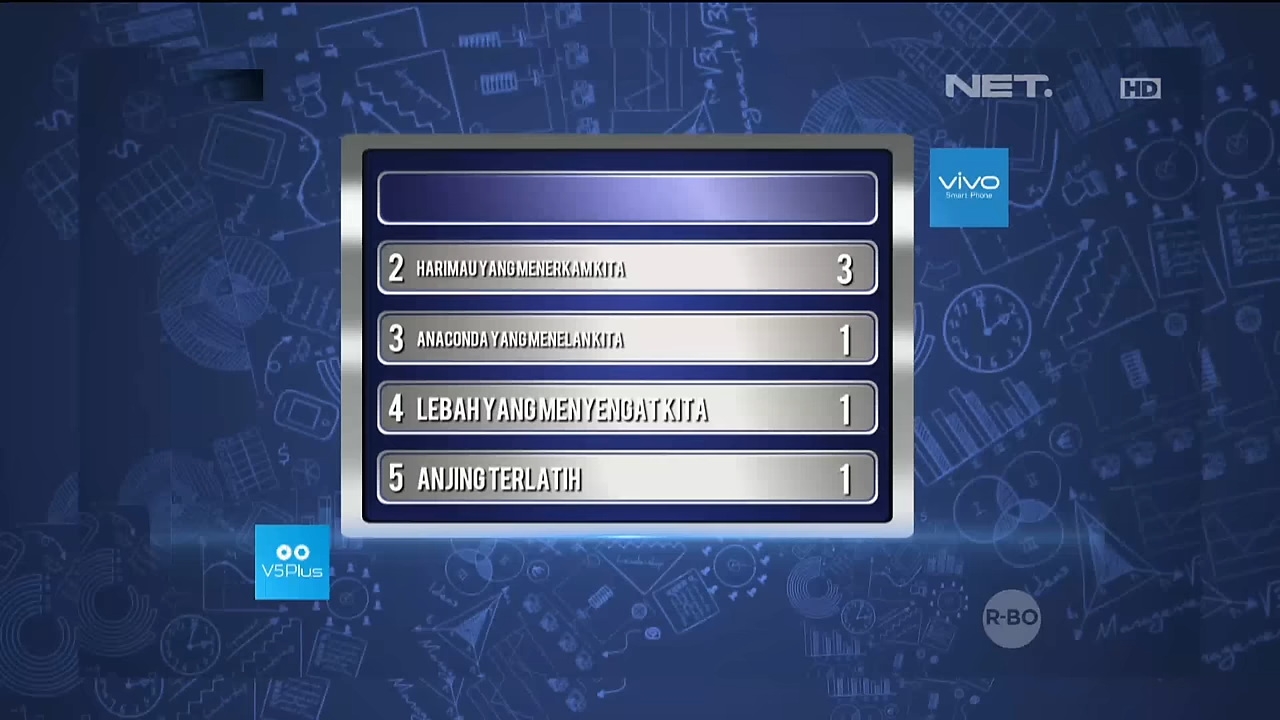 NET.
HD
vivo
Smart Phone
2 HARIMAU YANG MENERKAM KITA 3
3 ANACONDA YANG MENELAN KITA 1
4 LEBAH YANG MENYENGAT KITA 1
5 ANJING TERLATIH 1
V5Plus
R-BO